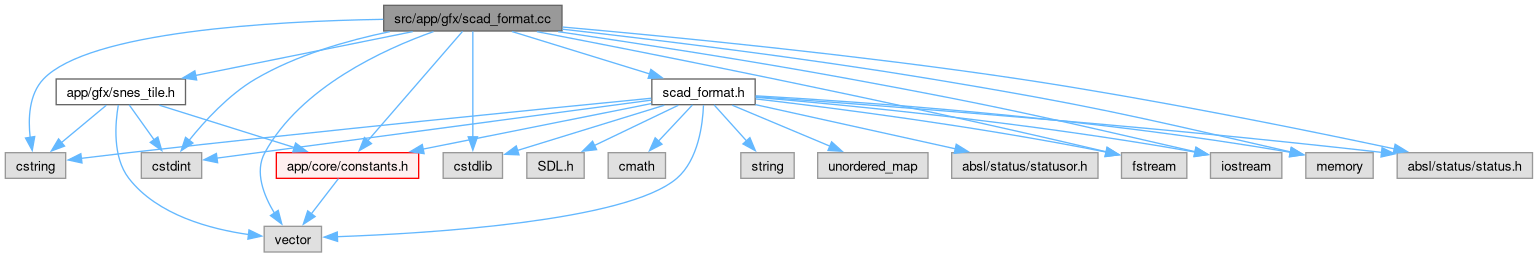 src/app/gfx/scad_format.cc
app/gfx/snes_tile.h
scad_format.h
cstring
cstdint
app/core/constants.h
cstdlib
SDL.h
cmath
string
unordered_map
absl/status/statusor.h
fstream
iostream
memory
absl/status/status.h
vector